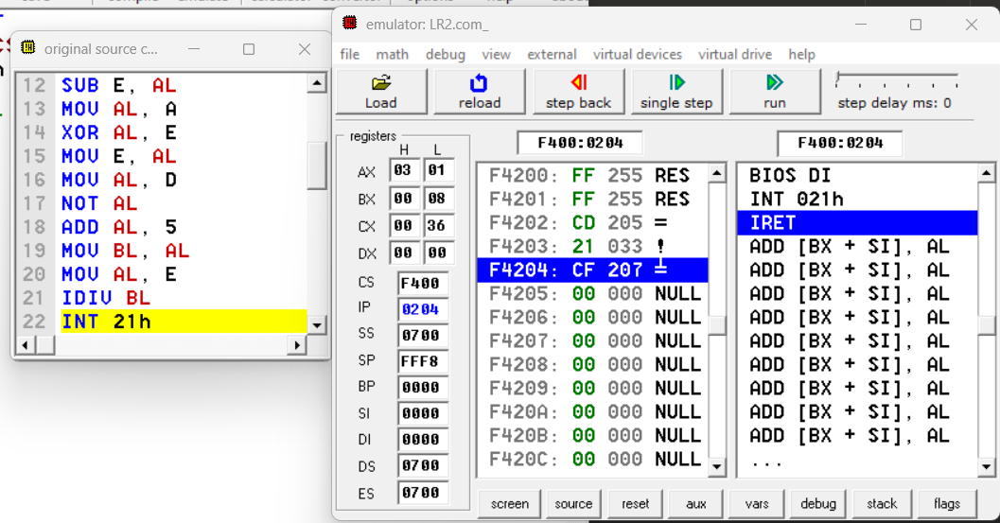 original source c...
12 SUB E, AL
13 MOV AL, A
14 XOR AL, E
15 MOV E, AL
16 MOV AL, D
17 NOT AL
18 ADD AL, 5
19 MOV BL, AL
20 MOV AL, E
21 IDIV BL
22 INT 21h
emulator: LR2.com_
file math debug view external virtual devices virtual drive help
Load reload step back single step run step delay ms: 0
registers
H L
AX 03 01
BX 00 08
CX 00 36
DX 00 00
CS F400
IP 0204
SS 0700
SP FFF8
BP 0000
SI 0000
DI 0000
DS 0700
ES 0700
F400:0204 F400:0204
F4200: FF 255 RES
F4201: FF 255 RES
F4202: CD 205 =
F4203: 21 033 !
F4204: CF 207 ╧
F4205: 00 000 NULL
F4206: 00 000 NULL
F4207: 00 000 NULL
F4208: 00 000 NULL
F4209: 00 000 NULL
F420A: 00 000 NULL
F420B: 00 000 NULL
F420C: 00 000 NULL
BIOS DI
INT 021h
IRET
ADD [BX + SI], AL
ADD [BX + SI], AL
ADD [BX + SI], AL
ADD [BX + SI], AL
ADD [BX + SI], AL
ADD [BX + SI], AL
ADD [BX + SI], AL
ADD [BX + SI], AL
ADD [BX + SI], AL
...
screen source reset aux vars debug stack flags